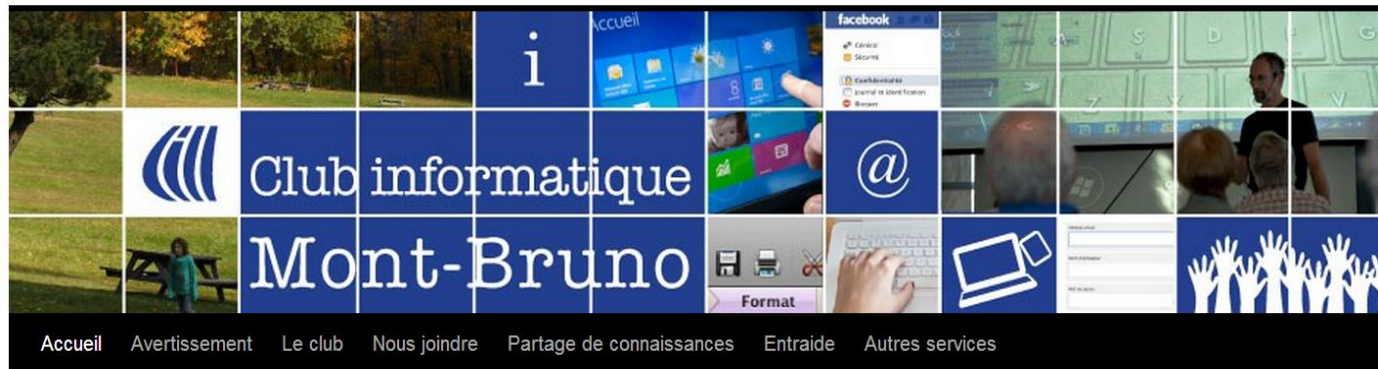 i
Accueil
facebook
Général
Sécurité
Confidentialité
Journal et identification
Bloquer
A S D F G
Z V
8
Club informatique
@
Mont-Bruno
Format
Accueil Avertissement Le club Nous joindre Partage de connaissances Entraide Autres services